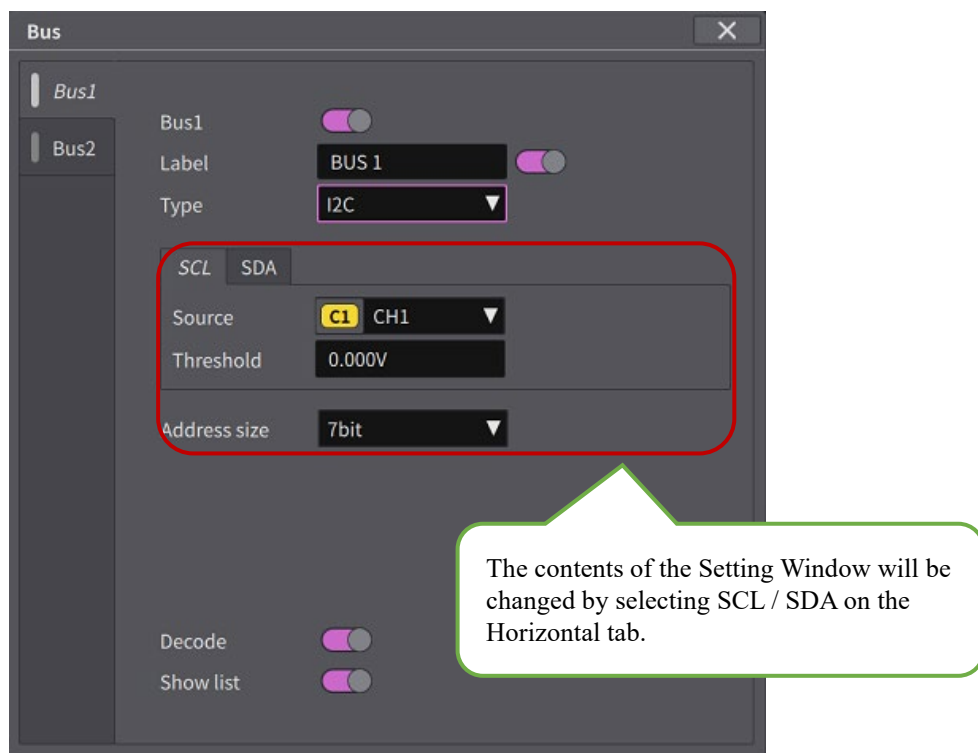 Bus
Bus1
Bus2
Bus1
Label BUS 1
Type I2C
SCL SDA
Source C1 CH1
Threshold 0.000V
Address size 7bit
The contents of the Setting Window will be
changed by selecting SCL / SDA on the
Horizontal tab.
Decode
Show list